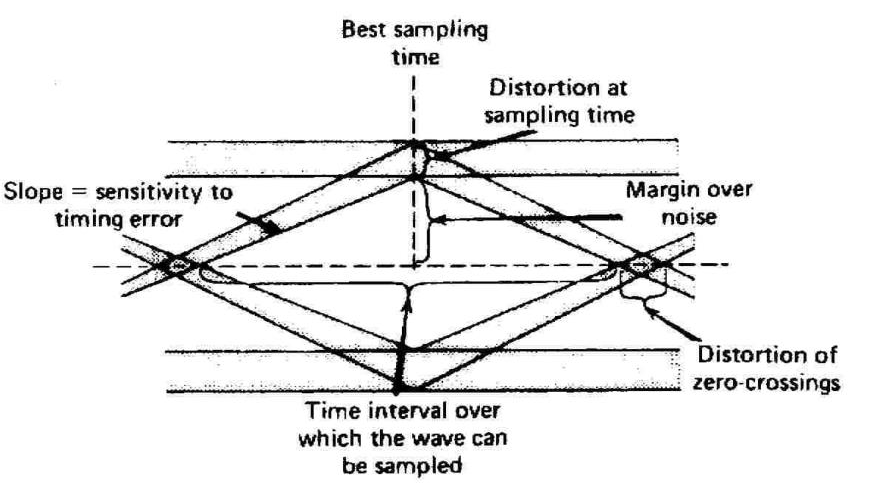 Best sampling
time
Distortion at
sampling time
Slope = sensitivity to
timing error
Margin over
noise
Distortion of
zero-crossings
Time interval over
which the wave can
be sampled